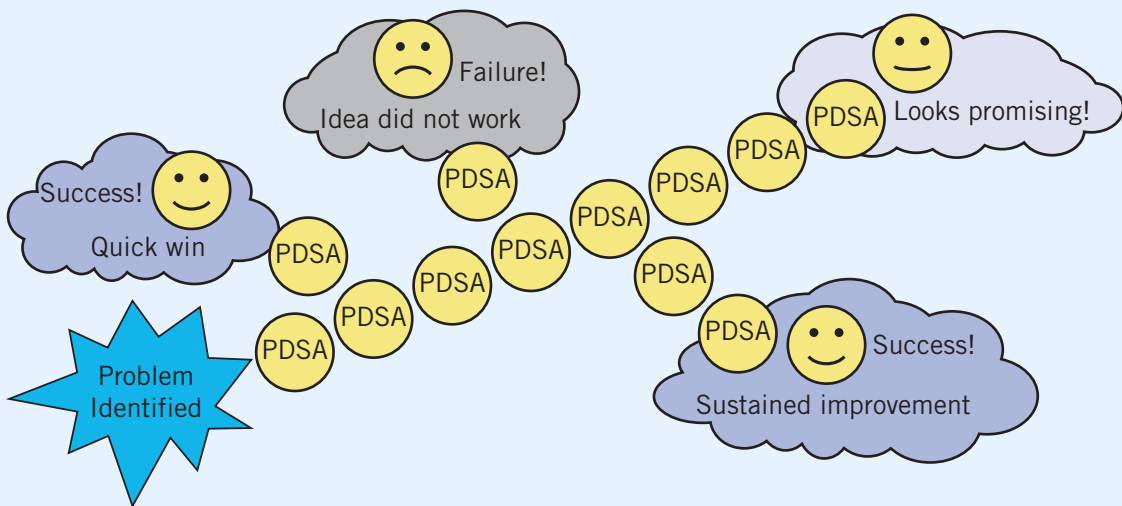 Failure!
Idea did not work
Looks promising!
Success!
Quick win
Problem
Identified
PDSA
PDSA
PDSA
PDSA
PDSA
PDSA
PDSA
PDSA
PDSA
PDSA
PDSA
PDSA
Success!
Sustained improvement